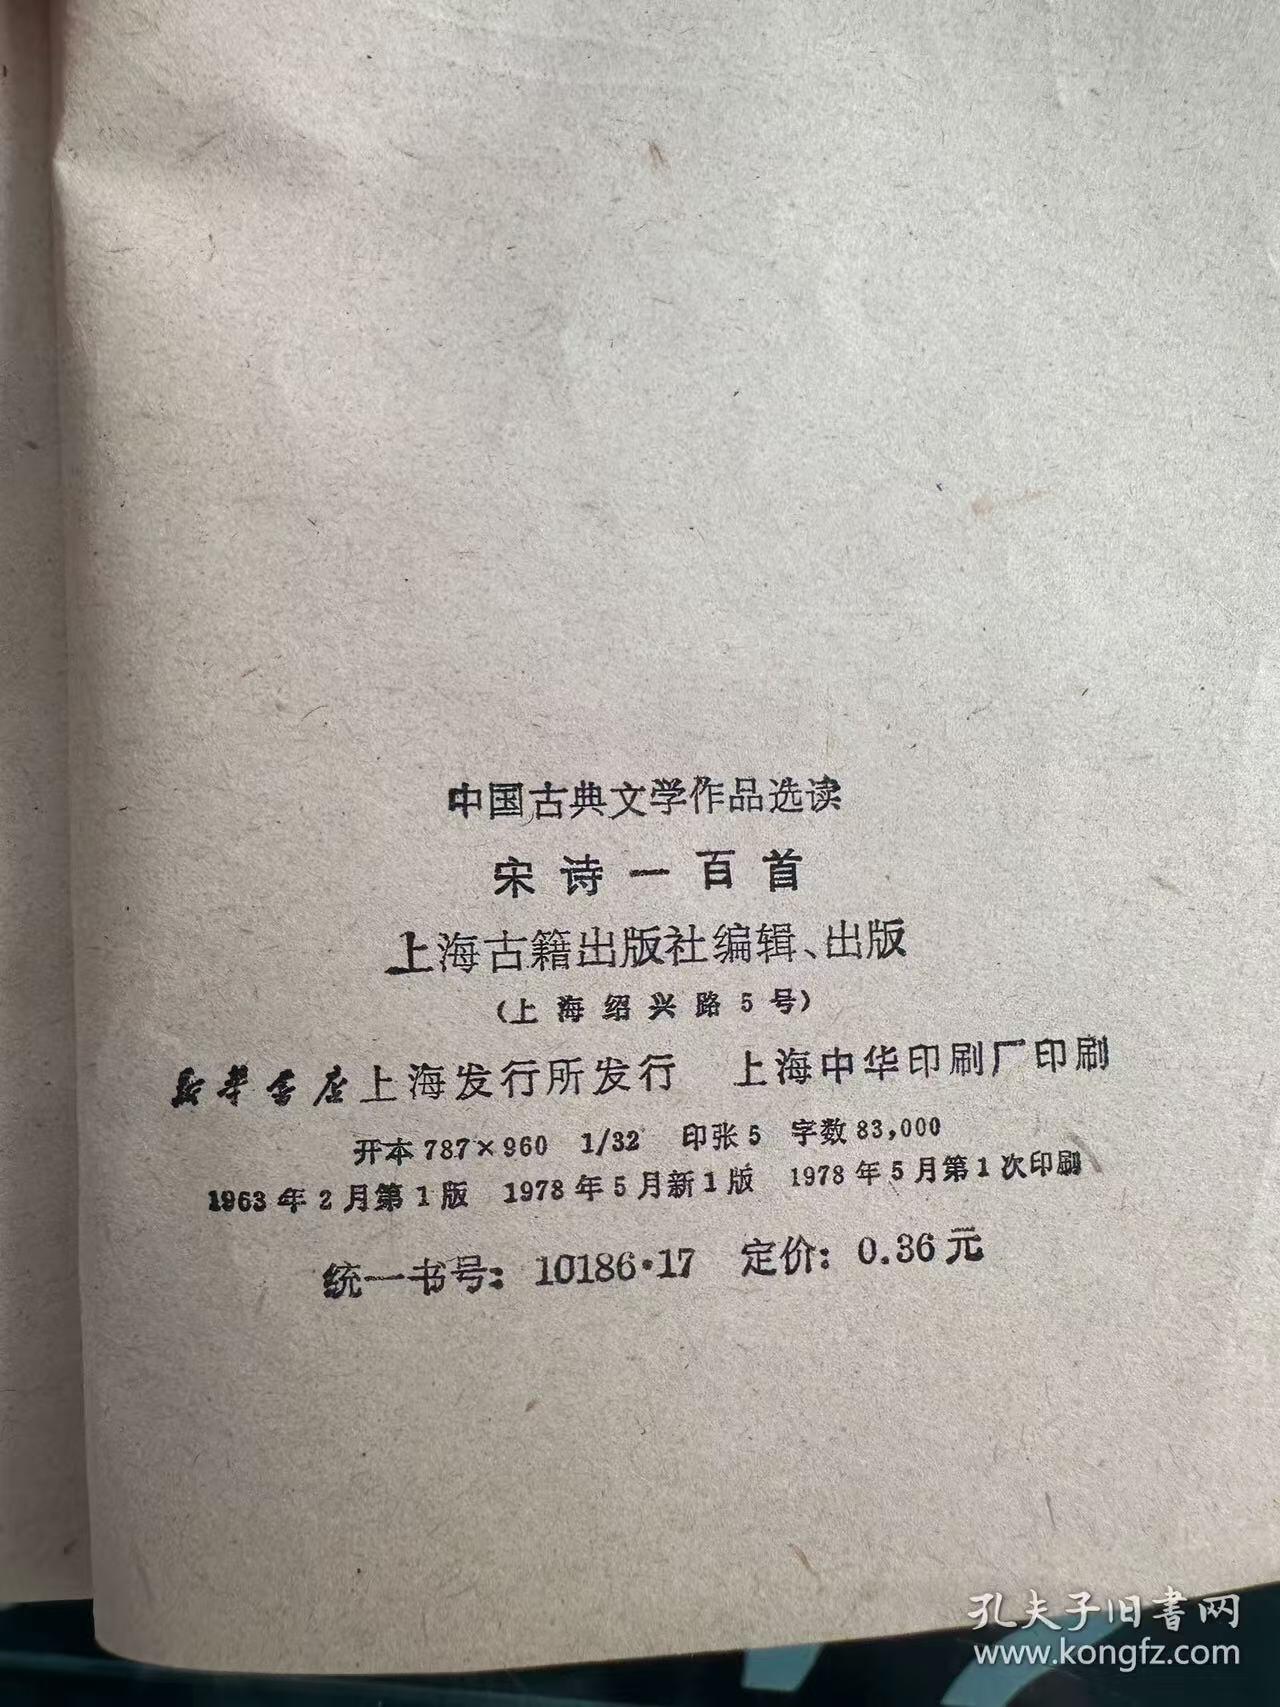 中国古典文学作品选读
宋诗一百首
上海古籍出版社编辑、出版
(上海绍兴路5号)
新华书店上海发行所发行 上海中华印刷厂印刷
开本787×960 1/32 印张5 字数83,000
1963年2月第1版 1978年5月新1版 1978年5月第1次印刷
统一书号：10186·17 定价：0.36元
孔夫子旧书网
www.kongfz.com